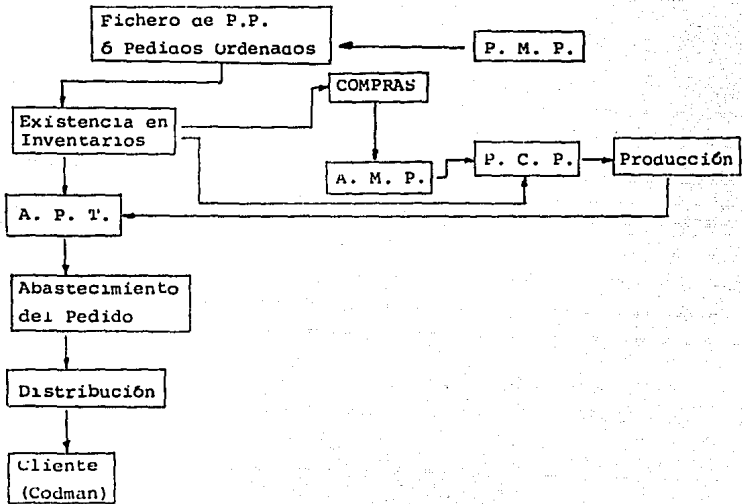 Fichero de P.P.
ó Pedidos Ordenados
P. M. P.
COMPRAS
Existencia en
Inventarios
A. M. P.
P. C. P.
Producción
A. P. T.
Abastecimiento
del Pedido
Distribución
Cliente
(Codman)